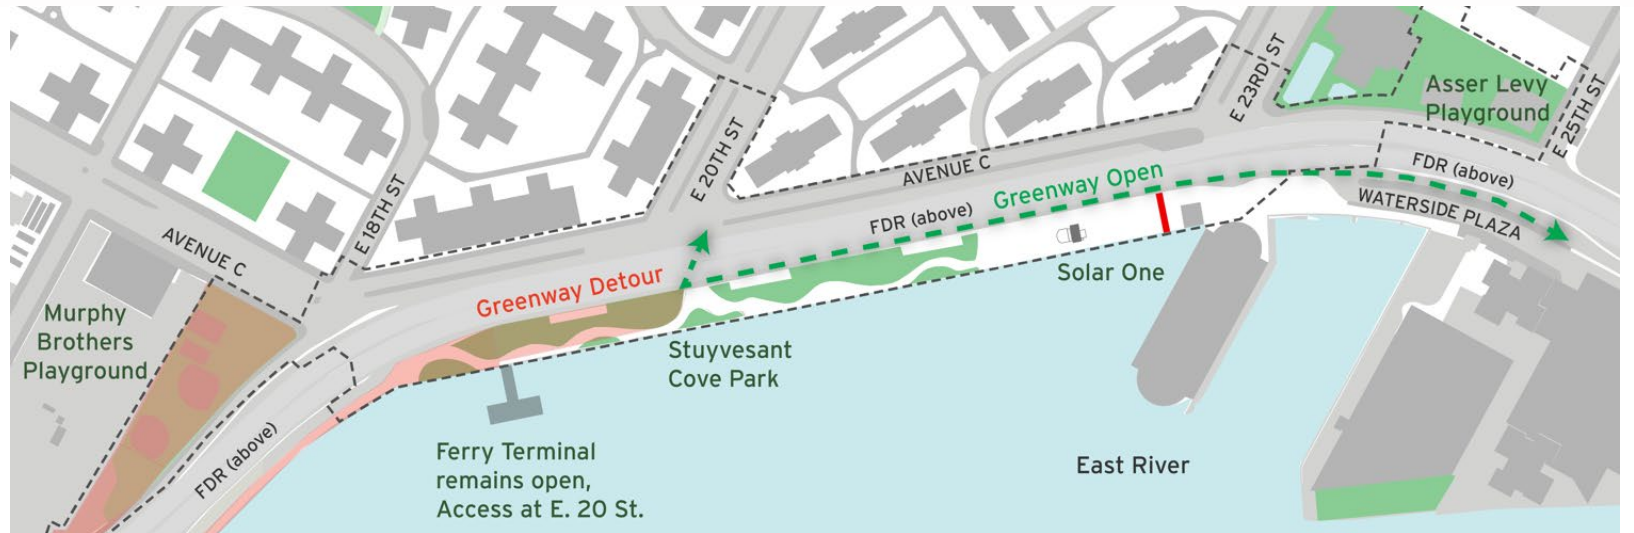 E 23RD ST
Asser Levy
Playground
E 25TH ST
E 20TH ST
AVENUE C
Greenway Open
FDR (above)
FDR (above)
WATERSIDE PLAZA
E 18TH ST
AVENUE C
Greenway Detour
Solar One
Murphy
Brothers
Playground
Stuyvesant
Cove Park
FDR (above)
Ferry Terminal
remains open,
Access at E. 20 St.
East River